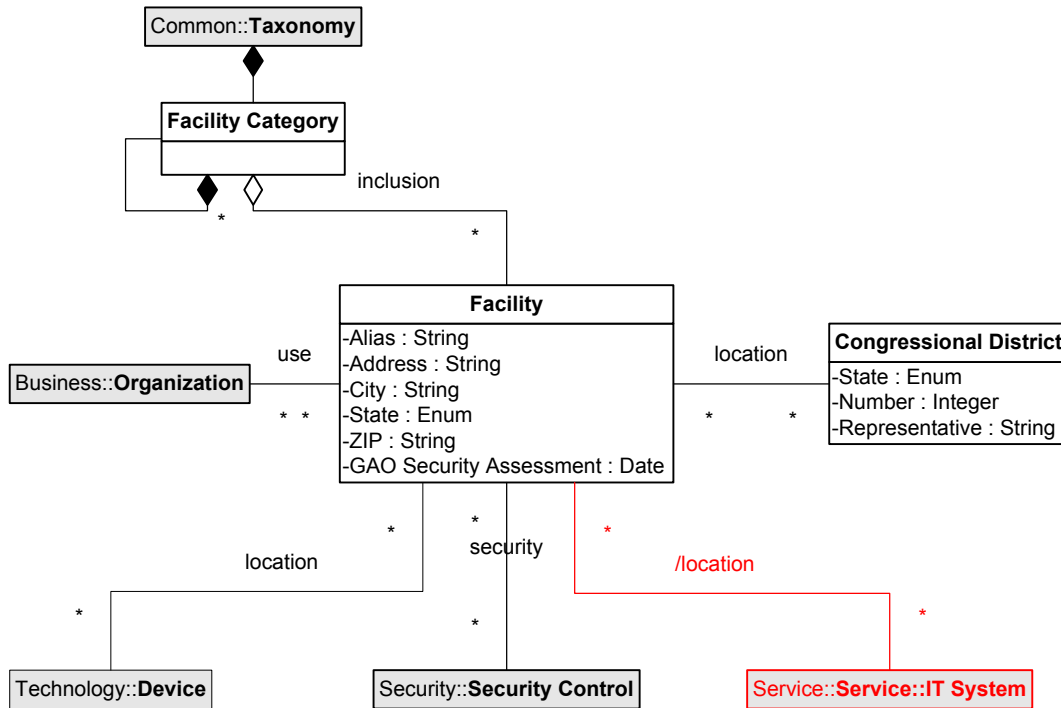 Common::Taxonomy
Facility Category
inclusion
*
*
Facility
-Alias : String
-Address : String
-City : String
-State : Enum
-ZIP : String
-GAO Security Assessment : Date
use
Business::Organization
* *
location
* *
Congressional District
-State : Enum
-Number : Integer
-Representative : String
*
location
*
*
security
*
*
/location
*
Technology::Device
Security::Security Control
Service::Service::IT System